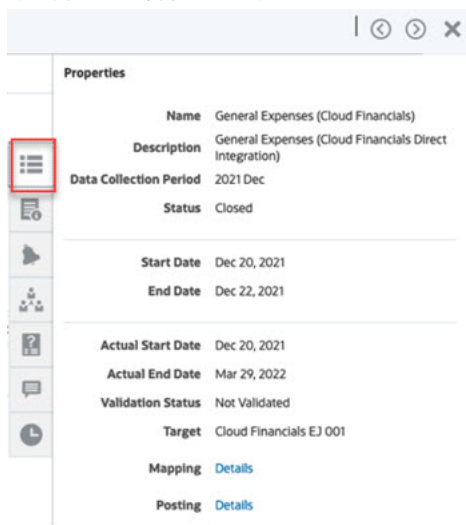 Properties
Name General Expenses (Cloud Financials)
Description General Expenses (Cloud Financials Direct
Integration)
Data Collection Period 2021 Dec
Status Closed
Start Date Dec 20, 2021
End Date Dec 22, 2021
Actual Start Date Dec 20, 2021
Actual End Date Mar 29, 2022
Validation Status Not Validated
Target Cloud Financials EJ 001
Mapping Details
Posting Details